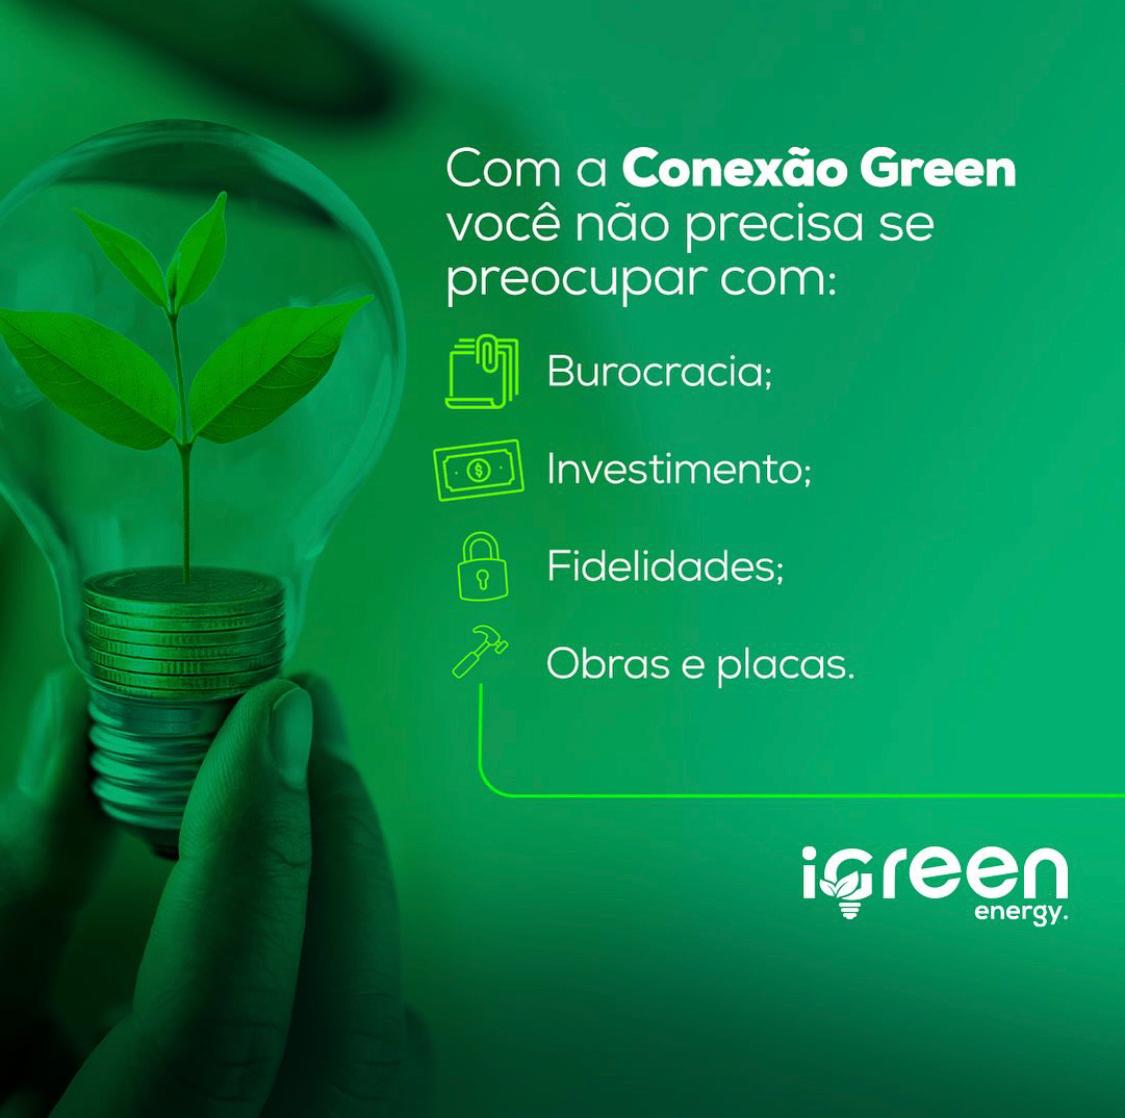 Com a Conexão Green
você não precisa se
preocupar com:
Burocracia;
Investimento;
Fidelidades;
Obras e placas.
iGreen
energy.